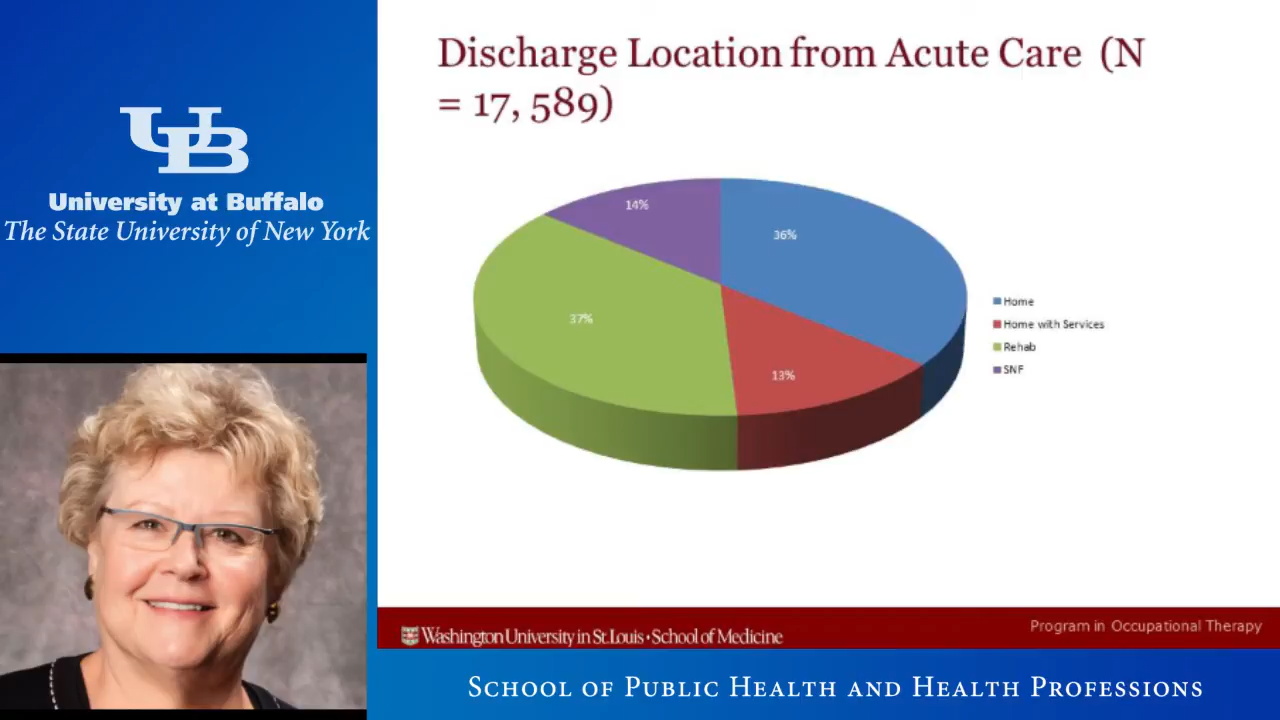 UB
University at Buffalo
The State University of New York
Discharge Location from Acute Care (N
= 17, 589)
14%
36%
37%
13%
Home
Home with Services
Rehab
SNF
Washington University in St. Louis • School of Medicine
Program in Occupational Therapy
School of Public Health and Health Professions